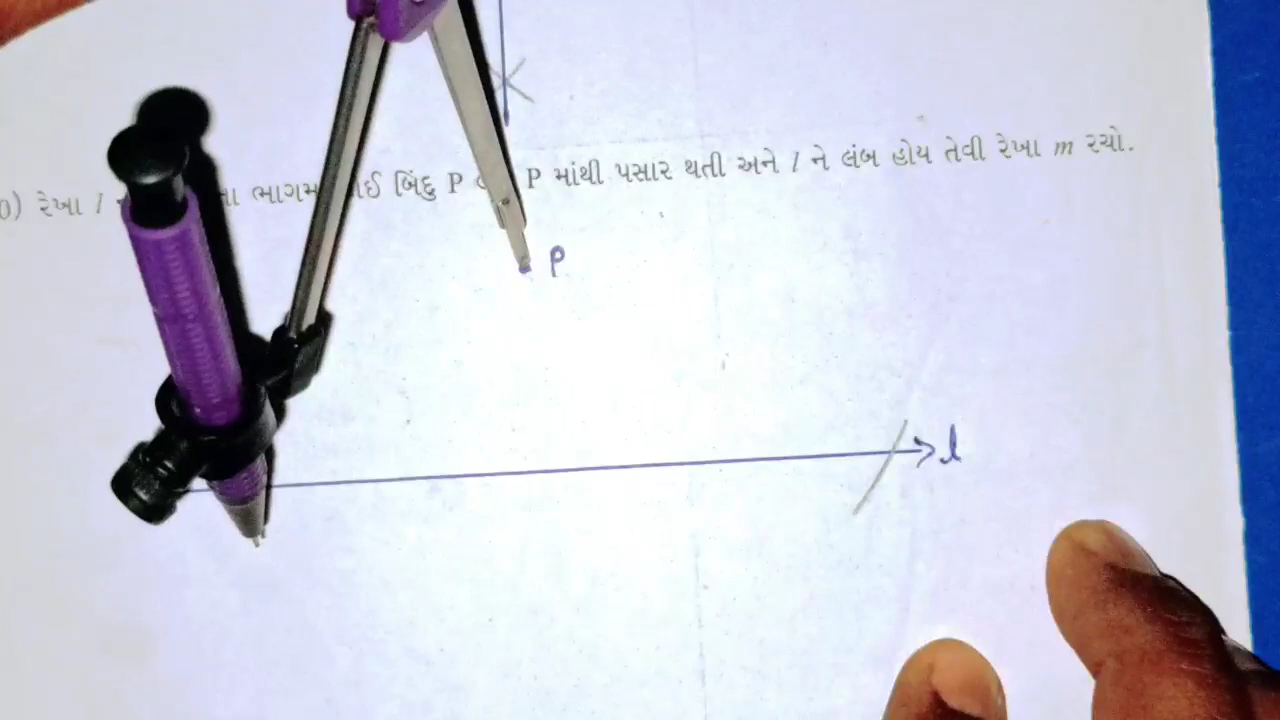 0) રેખા l ભાગમાં બિંદુ P P માંથી પસાર થતી અને l ને લંબ હોય તેવી રેખા m રચો.
P
l